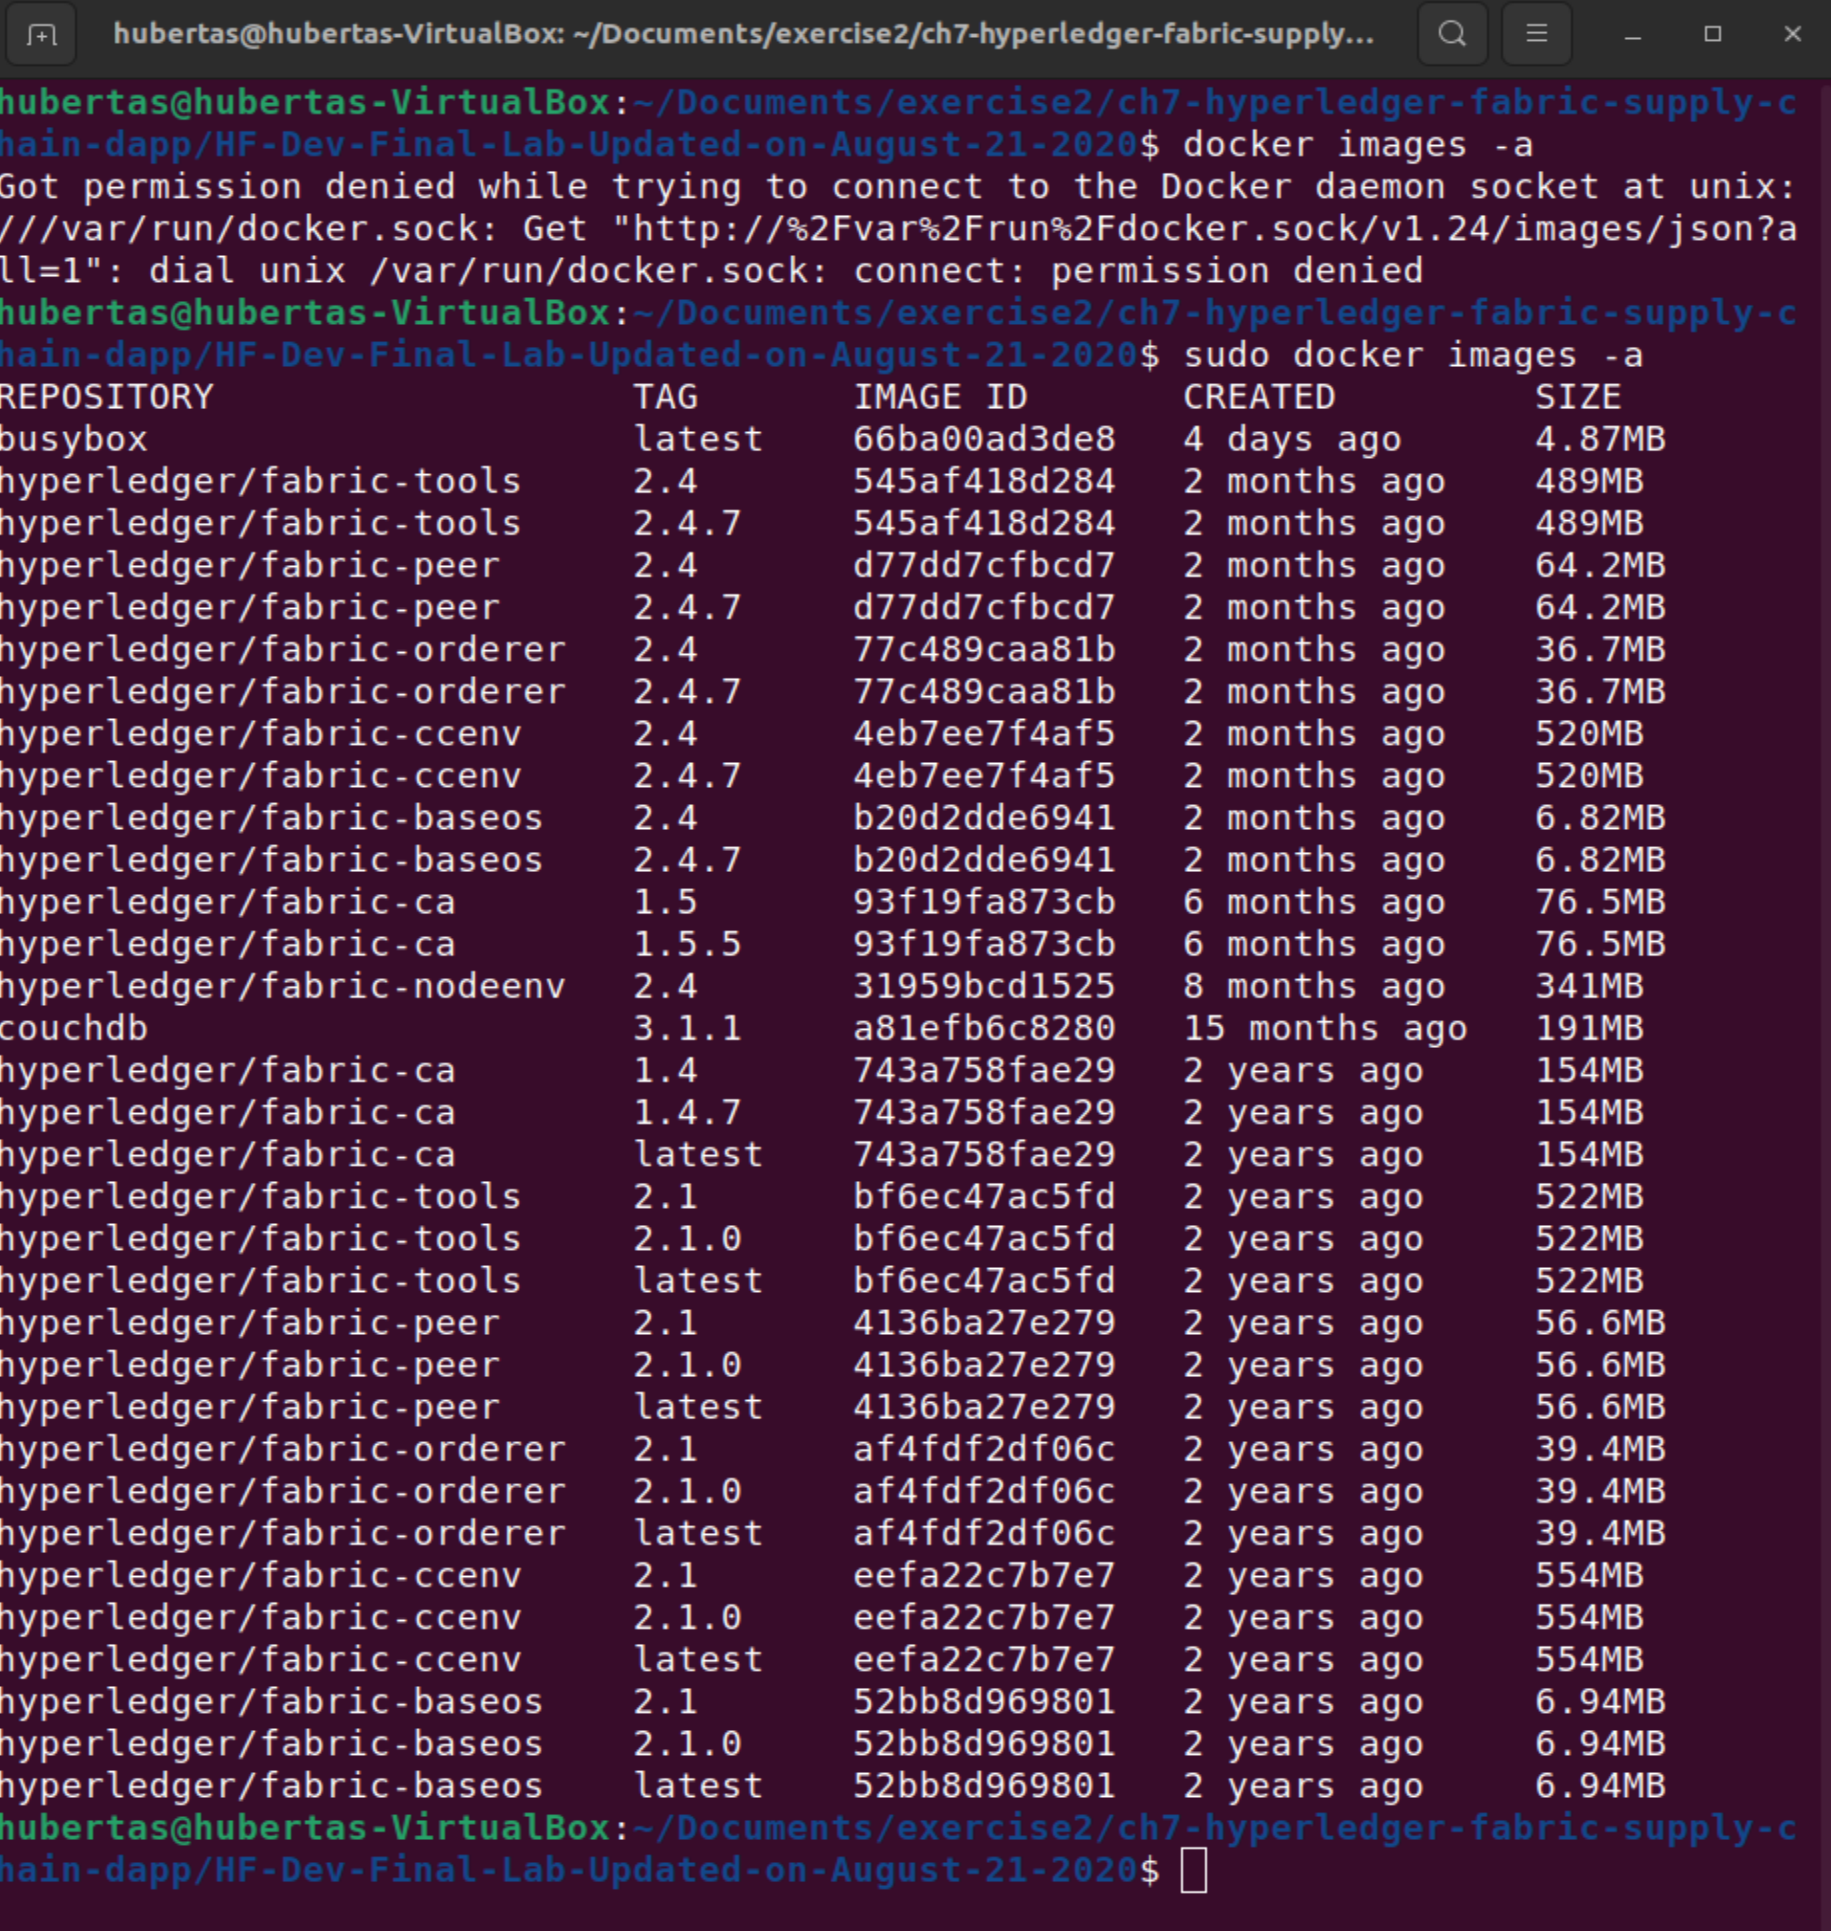 hubertas@hubertas-VirtualBox: ~/Documents/exercise2/ch7-hyperledger-fabric-supply...
hubertas@hubertas-VirtualBox:~/Documents/exercise2/ch7-hyperledger-fabric-supply-c
hain-dapp/HF-Dev-Final-Lab-Updated-on-August-21-2020$ docker images -a
Got permission denied while trying to connect to the Docker daemon socket at unix:
///var/run/docker.sock: Get "http://%2Fvar%2Frun%2Fdocker.sock/v1.24/images/json?a
ll=1": dial unix /var/run/docker.sock: connect: permission denied
hubertas@hubertas-VirtualBox:~/Documents/exercise2/ch7-hyperledger-fabric-supply-c
hain-dapp/HF-Dev-Final-Lab-Updated-on-August-21-2020$ sudo docker images -a
REPOSITORY                   TAG       IMAGE ID       CREATED         SIZE
busybox                      latest    66ba00ad3de8   4 days ago      4.87MB
hyperledger/fabric-tools     2.4       545af418d284   2 months ago    489MB
hyperledger/fabric-tools     2.4.7     545af418d284   2 months ago    489MB
hyperledger/fabric-peer      2.4       d77dd7cfbcd7   2 months ago    64.2MB
hyperledger/fabric-peer      2.4.7     d77dd7cfbcd7   2 months ago    64.2MB
hyperledger/fabric-orderer   2.4       77c489caa81b   2 months ago    36.7MB
hyperledger/fabric-orderer   2.4.7     77c489caa81b   2 months ago    36.7MB
hyperledger/fabric-ccenv     2.4       4eb7ee7f4af5   2 months ago    520MB
hyperledger/fabric-ccenv     2.4.7     4eb7ee7f4af5   2 months ago    520MB
hyperledger/fabric-baseos    2.4       b20d2dde6941   2 months ago    6.82MB
hyperledger/fabric-baseos    2.4.7     b20d2dde6941   2 months ago    6.82MB
hyperledger/fabric-ca        1.5       93f19fa873cb   6 months ago    76.5MB
hyperledger/fabric-ca        1.5.5     93f19fa873cb   6 months ago    76.5MB
hyperledger/fabric-nodeenv   2.4       31959bcd1525   8 months ago    341MB
couchdb                      3.1.1     a81efb6c8280   15 months ago   191MB
hyperledger/fabric-ca        1.4       743a758fae29   2 years ago     154MB
hyperledger/fabric-ca        1.4.7     743a758fae29   2 years ago     154MB
hyperledger/fabric-ca        latest    743a758fae29   2 years ago     154MB
hyperledger/fabric-tools     2.1       bf6ec47ac5fd   2 years ago     522MB
hyperledger/fabric-tools     2.1.0     bf6ec47ac5fd   2 years ago     522MB
hyperledger/fabric-tools     latest    bf6ec47ac5fd   2 years ago     522MB
hyperledger/fabric-peer      2.1       4136ba27e279   2 years ago     56.6MB
hyperledger/fabric-peer      2.1.0     4136ba27e279   2 years ago     56.6MB
hyperledger/fabric-peer      latest    4136ba27e279   2 years ago     56.6MB
hyperledger/fabric-orderer   2.1       af4fdf2df06c   2 years ago     39.4MB
hyperledger/fabric-orderer   2.1.0     af4fdf2df06c   2 years ago     39.4MB
hyperledger/fabric-orderer   latest    af4fdf2df06c   2 years ago     39.4MB
hyperledger/fabric-ccenv     2.1       eefa22c7b7e7   2 years ago     554MB
hyperledger/fabric-ccenv     2.1.0     eefa22c7b7e7   2 years ago     554MB
hyperledger/fabric-ccenv     latest    eefa22c7b7e7   2 years ago     554MB
hyperledger/fabric-baseos    2.1       52bb8d969801   2 years ago     6.94MB
hyperledger/fabric-baseos    2.1.0     52bb8d969801   2 years ago     6.94MB
hyperledger/fabric-baseos    latest    52bb8d969801   2 years ago     6.94MB
hubertas@hubertas-VirtualBox:~/Documents/exercise2/ch7-hyperledger-fabric-supply-c
hain-dapp/HF-Dev-Final-Lab-Updated-on-August-21-2020$